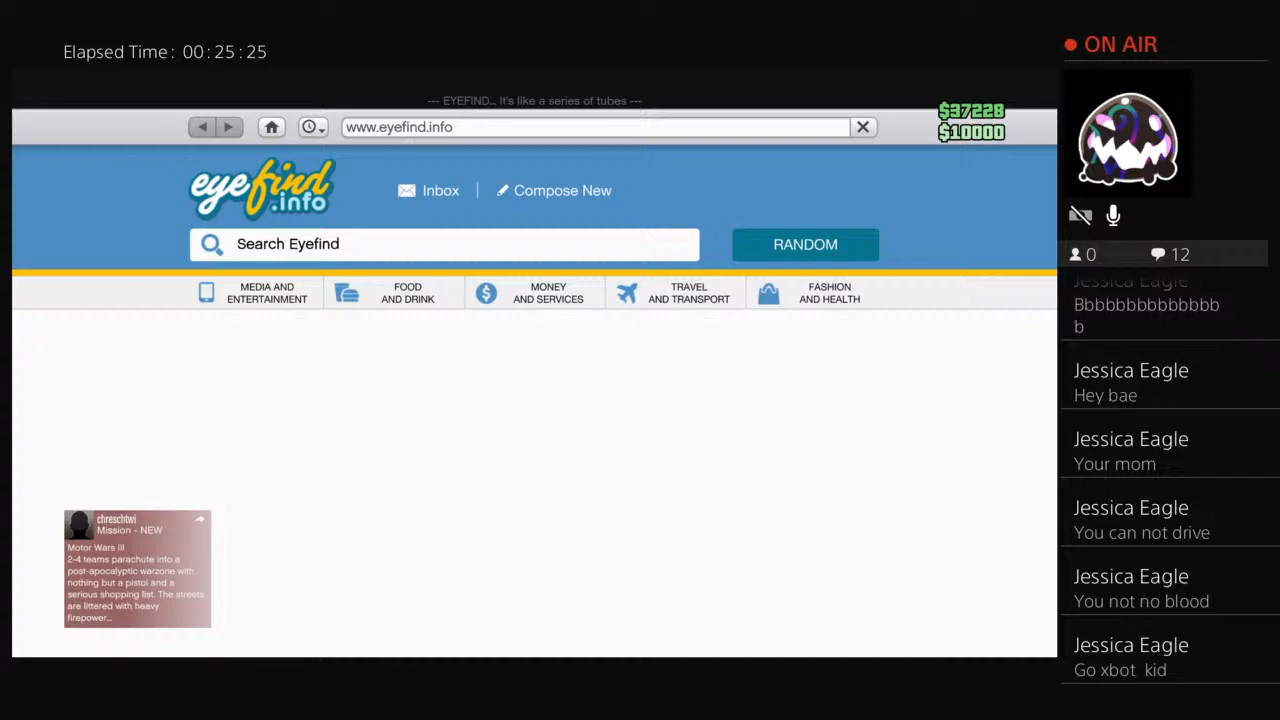 Elapsed Time: 00:25:25
ON AIR
--- EYEFIND... It's like a series of tubes ---
www.eyefind.info
$37228
$10000
eyefind
.info
Inbox
Compose New
Search Eyefind
RANDOM
MEDIA AND
ENTERTAINMENT
FOOD
AND DRINK
MONEY
AND SERVICES
TRAVEL
AND TRANSPORT
FASHION
AND HEALTH
chreschtwi
Mission - NEW
Motor Wars III
2-4 teams parachute into a
post-apocalyptic warzone with
nothing but a pistol and a
serious shopping list. The streets
are littered with heavy
firepower...
0
12
Jessica Eagle
Bbbbbbbbbbbbbb
b
Jessica Eagle
Hey bae
Jessica Eagle
Your mom
Jessica Eagle
You can not drive
Jessica Eagle
You not no blood
Jessica Eagle
Go xbot kid